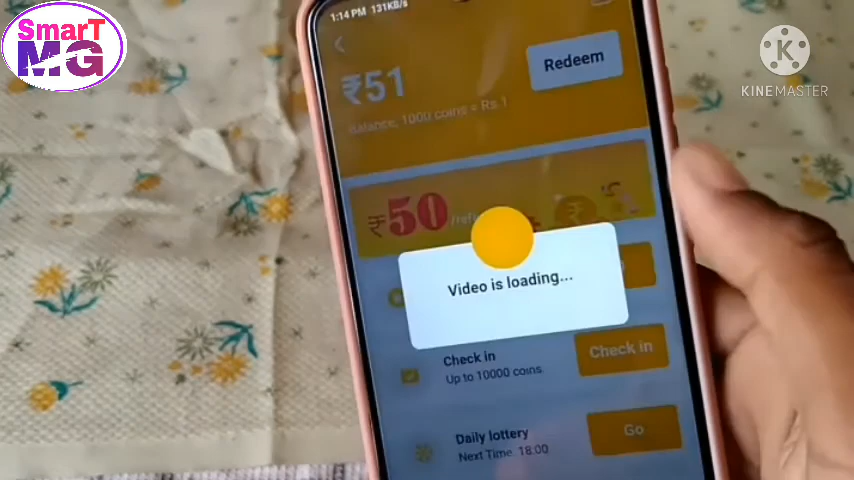 SmarT
MG
KINEMASTER
1:14 PM 131KB/s
₹51
Redeem
Balance, 1000 coins = Rs.1
₹50
Video is loading...
Check in
Up to 10000 coins.
Check in
Daily lottery
Next Time. 18:00
Go